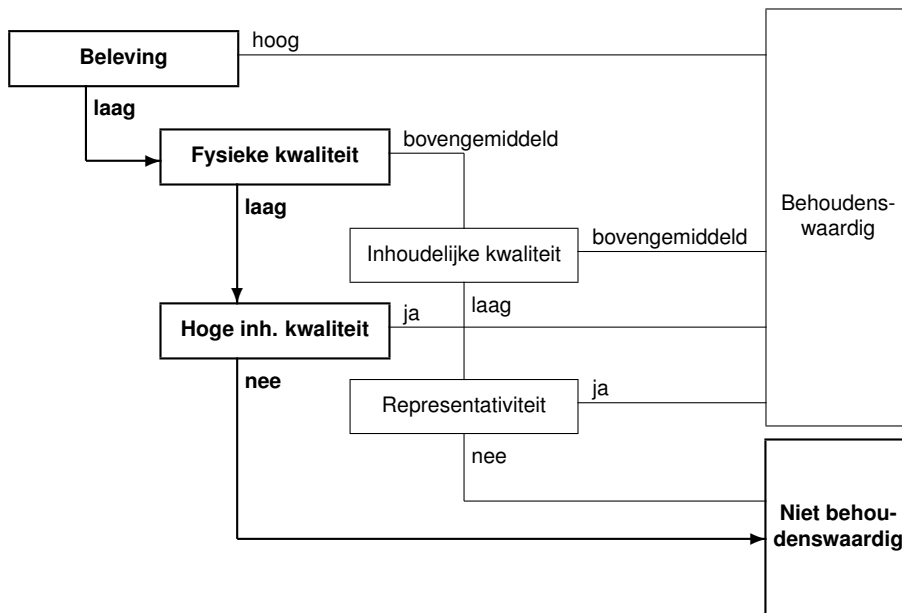 hoog
Beleving
laag
bovengemiddeld
Fysieke kwaliteit
laag
Behoudens-
waardig
bovengemiddeld
Inhoudelijke kwaliteit
laag
ja
Hoge inh. kwaliteit
nee
ja
Representativiteit
nee
Niet behou-
denswaardig